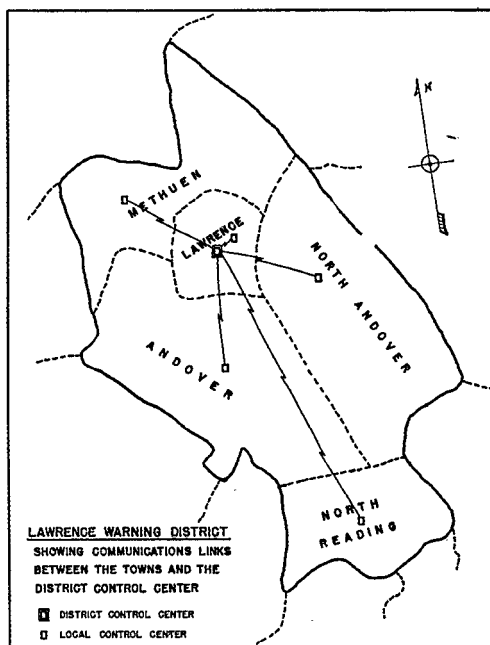 N
METHUEN
LAWRENCE
NORTH ANDOVER
ANDOVER
NORTH
READING
LAWRENCE WARNING DISTRICT
SHOWING COMMUNICATIONS LINKS
BETWEEN THE TOWNS AND THE
DISTRICT CONTROL CENTER
DISTRICT CONTROL CENTER
LOCAL CONTROL CENTER